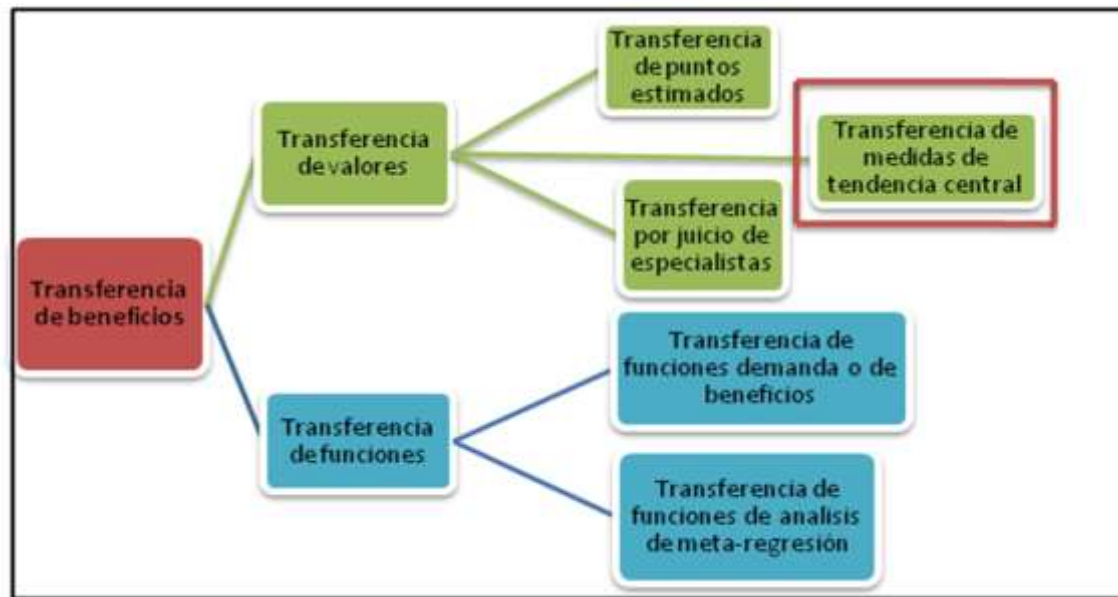 Transferencia
de puntos
estimados
Transferencia
de valores
Transferencia de
medidas de
tendencia central
Transferencia
por juicio de
especialistas
Transferencia
de beneficios
Transferencia de
funciones demanda o de
beneficios
Transferencia
de funciones
Transferencia de
funciones de analisis
de meta-regresión